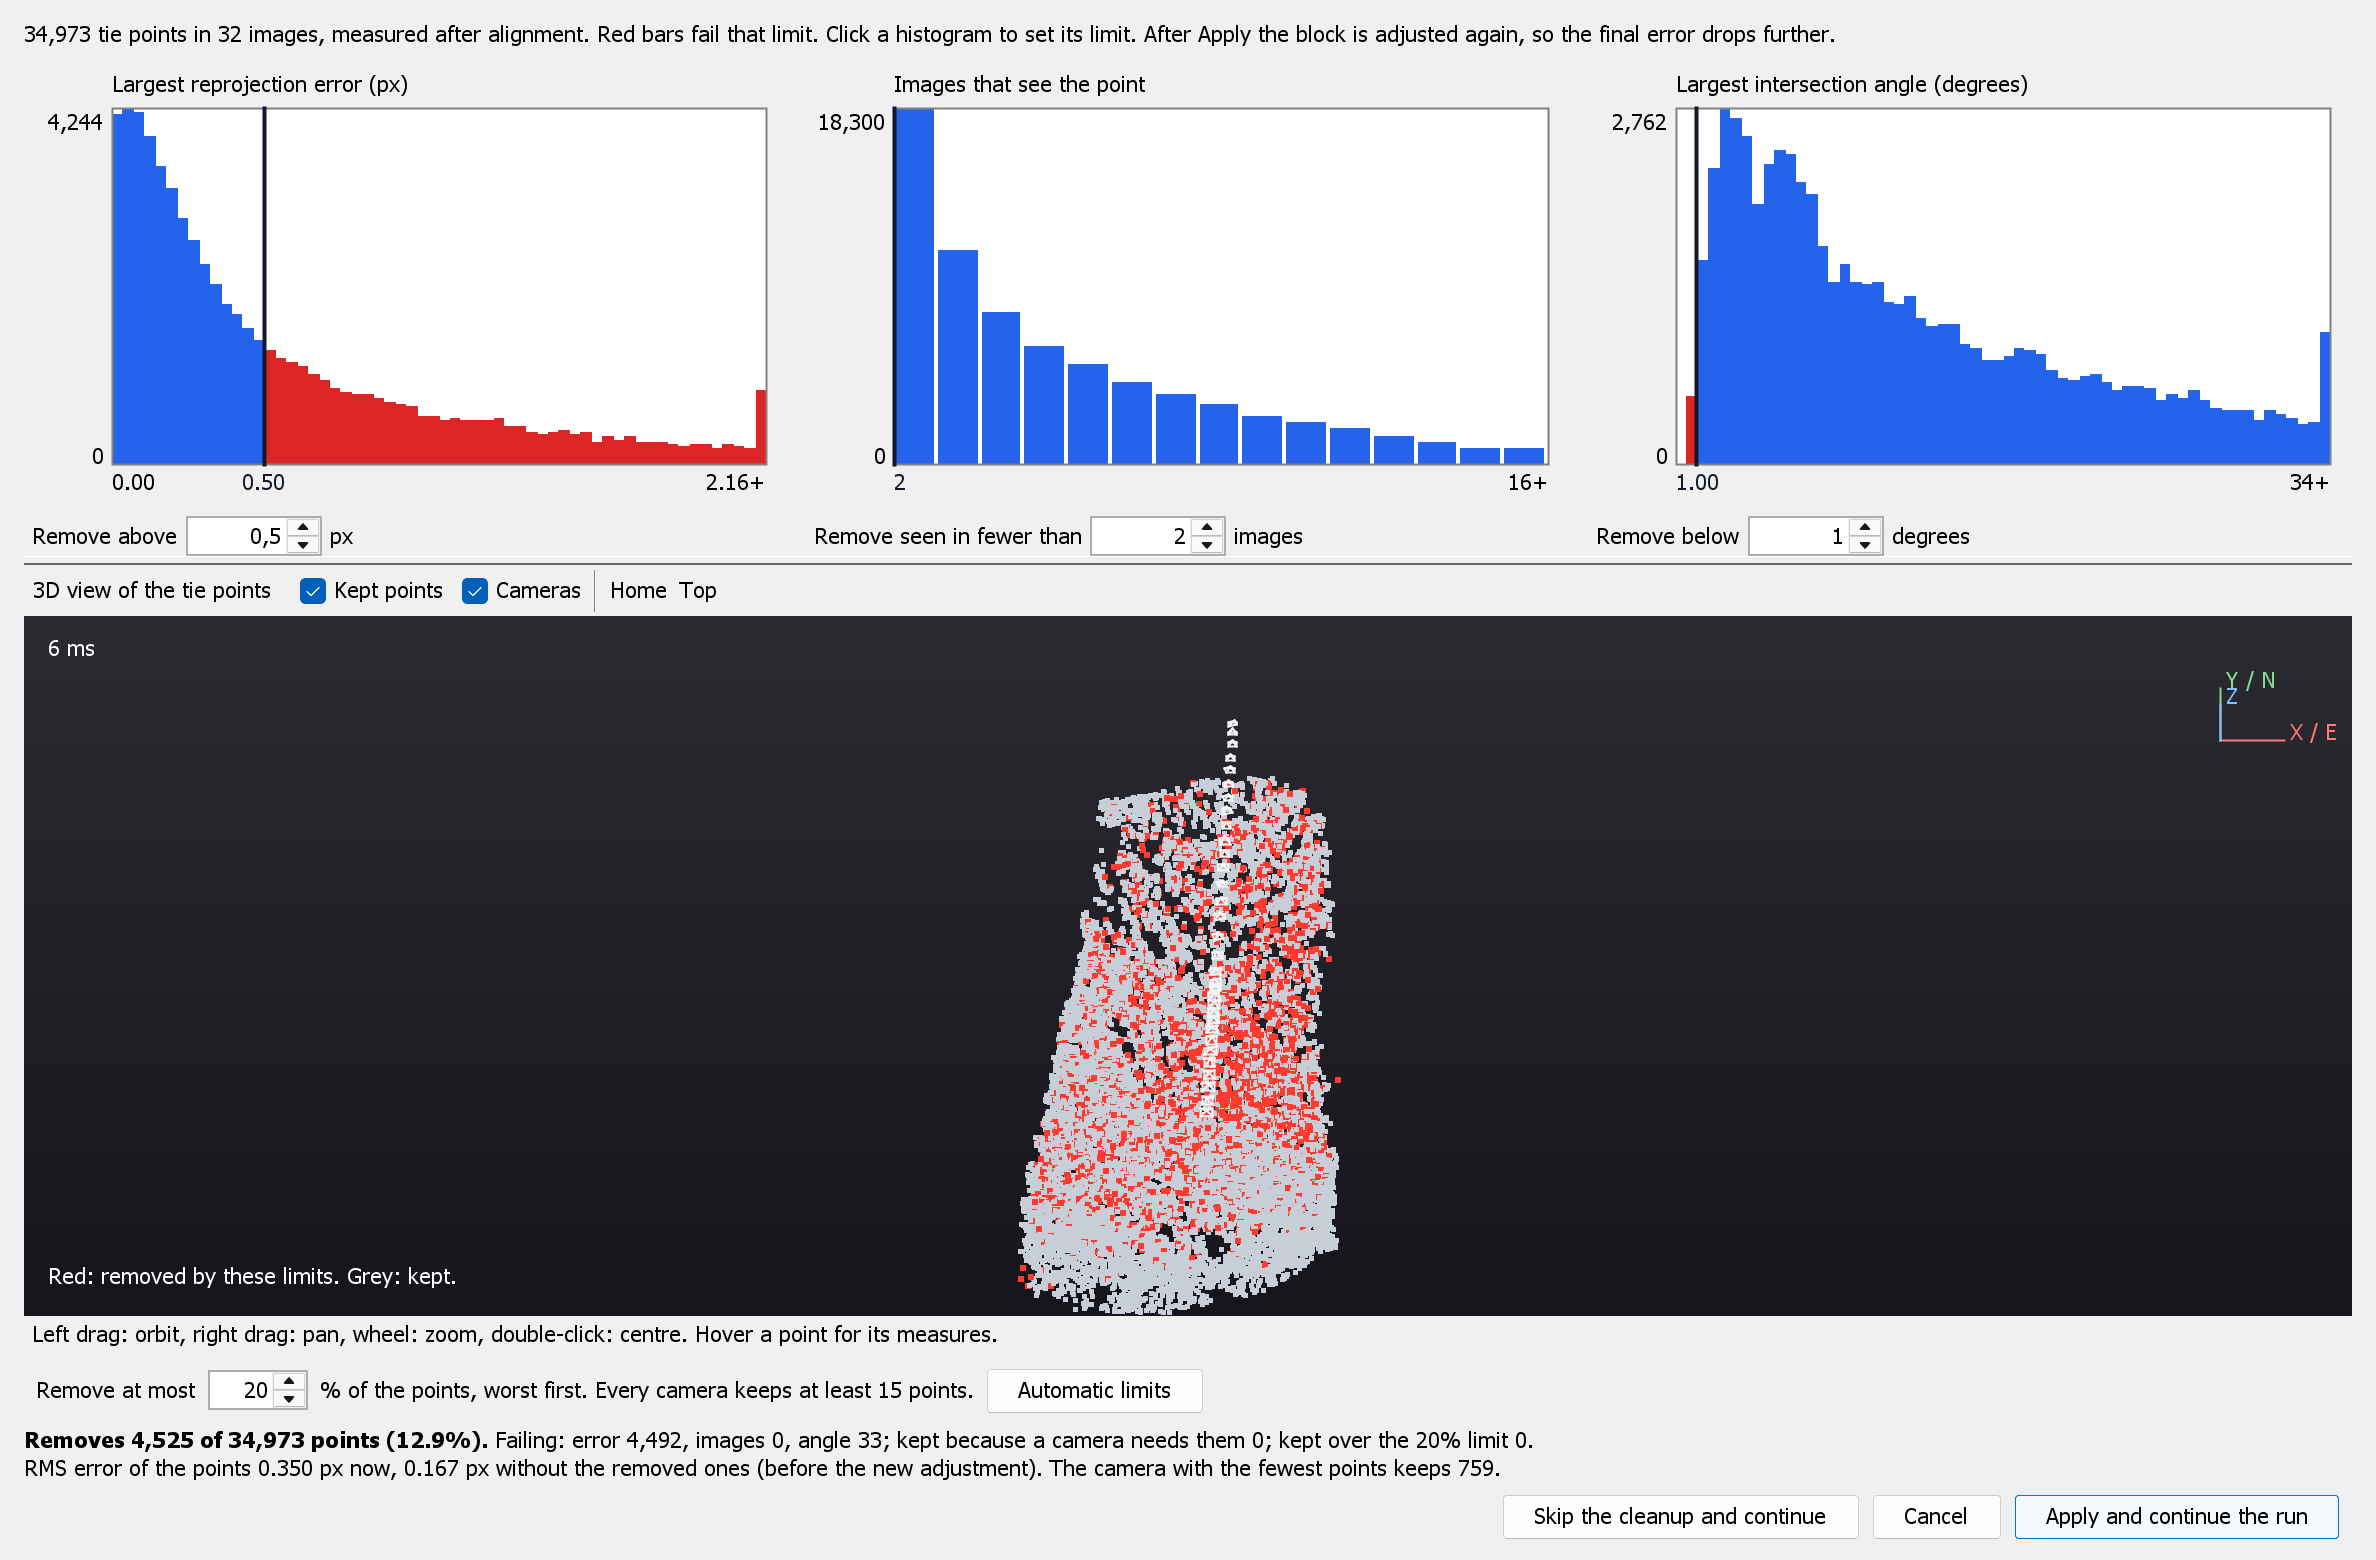 34,973 tie points in 32 images, measured after alignment. Red bars fail that limit. Click a histogram to set its limit. After Apply the block is adjusted again, so the final error drops further.
Largest reprojection error (px)
4,244
0
0.00 0.50 2.16+
Remove above 0,5 px
Images that see the point
18,300
0
2 16+
Remove seen in fewer than 2 images
Largest intersection angle (degrees)
2,762
0
1.00 34+
Remove below 1 degrees
3D view of the tie points Kept points Cameras Home Top
6 ms
Y / N
Z
X / E
Red: removed by these limits. Grey: kept.
Left drag: orbit, right drag: pan, wheel: zoom, double-click: centre. Hover a point for its measures.
Remove at most 20 % of the points, worst first. Every camera keeps at least 15 points. Automatic limits
Removes 4,525 of 34,973 points (12.9%). Failing: error 4,492, images 0, angle 33; kept because a camera needs them 0; kept over the 20% limit 0.
RMS error of the points 0.350 px now, 0.167 px without the removed ones (before the new adjustment). The camera with the fewest points keeps 759.
Skip the cleanup and continue Cancel Apply and continue the run